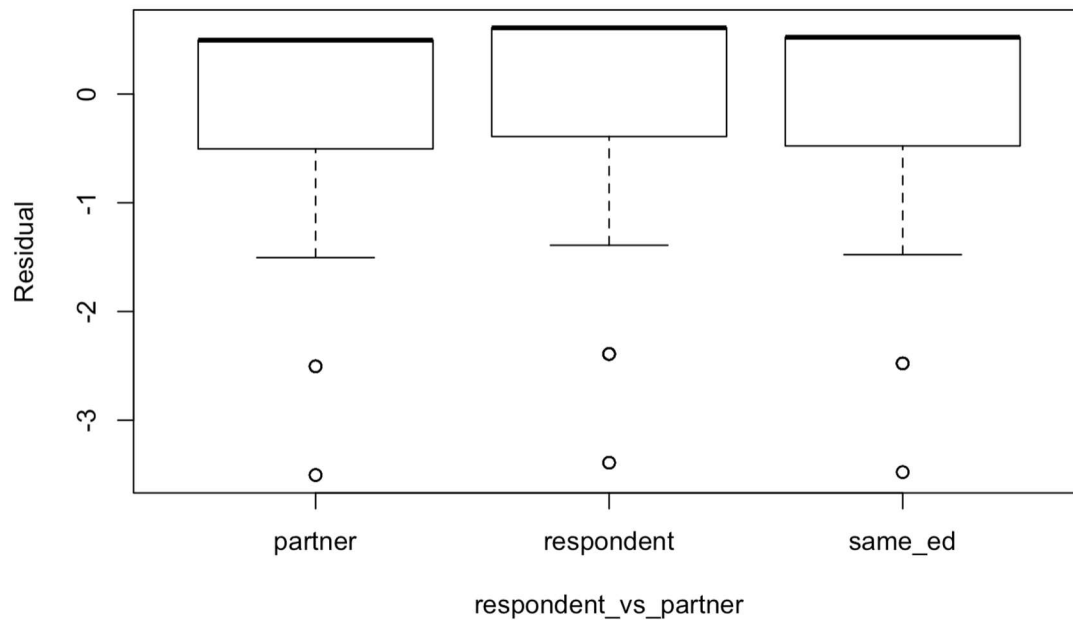 0
-1
-2
-3
Residual
partner respondent same_ed
respondent_vs_partner